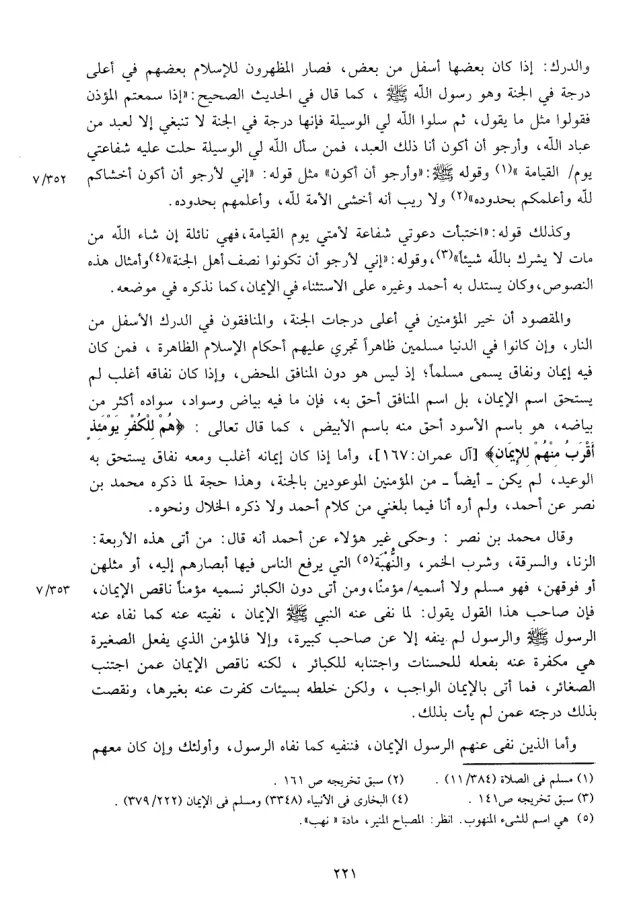 والدرك: إذا كان بعضها أسفل من بعض، فصار المظهرون للإسلام بعضهم في أعلى
درجة في الجنة وهو رسول الله ﷺ ، كما قال في الحديث الصحيح:«إذا سمعتم المؤذن
فقولوا مثل ما يقول، ثم سلوا الله لي الوسيلة فإنها درجة في الجنة لا تنبغي إلا لعبد من
عباد الله، وأرجو أن أكون أنا ذلك العبد، فمن سأل الله لي الوسيلة حلت عليه شفاعتي
يوم/ القيامة »(١) وقوله ﷺ:«وأرجو أن أكون» مثل قوله: «إني لأرجو أن أكون أخشاكم
٧/٣٥٢
لله وأعلمكم بحدوده»(٢) ولا ريب أنه أخشى الأمة لله، وأعلمهم بحدوده.
وكذلك قوله:«اختبأت دعوتي شفاعة لأمتي يوم القيامة،فهي نائلة إن شاء الله من
مات لا يشرك بالله شيئاً»(٣)،وقوله:«إني لأرجو أن تكونوا نصف أهل الجنة»(٤)وأمثال هذه
النصوص،وكان يستدل به أحمد وغيره على الاستثناء في الإيمان،كما نذكره في موضعه.
والمقصود أن خير المؤمنين في أعلى درجات الجنة، والمنافقون في الدرك الأسفل من
النار، وإن كانوا في الدنيا مسلمين ظاهراً تجري عليهم أحكام الإسلام الظاهرة ، فمن كان
فيه إيمان ونفاق يسمى مسلماً؛ إذ ليس هو دون المنافق المحض، وإذا كان نفاقه أغلب لم
يستحق اسم الإيمان، بل اسم المنافق أحق به، فإن ما فيه بياض وسواد، سواده أكثر من
بياضه، هو باسم الأسود أحق منه باسم الأبيض ، كما قال تعالى : ﴿هُمْ لِلْكُفْرِ يَوْمَئِذٍ
أَقْرَبُ مِنْهُمْ لِلإِيمَانِ﴾ [آل عمران:١٦٧]، وأما إذا كان إيمانه أغلب ومعه نفاق يستحق به
الوعيد، لم يكن ـ أيضاً ـ من المؤمنين الموعودين بالجنة، وهذا حجة لما ذكره محمد بن
نصر عن أحمد، ولم أره أنا فيما بلغني من كلام أحمد ولا ذكره الخلال ونحوه.
وقال محمد بن نصر : وحكى غير هؤلاء عن أحمد أنه قال: من أتى هذه الأربعة:
الزنا، والسرقة، وشرب الخمر، والنُّهْبَة(٥) التي يرفع الناس فيها أبصارهم إليه، أو مثلهن
أو فوقهن، فهو مسلم ولا أسميه/ مؤمنًا،ومن أتى دون الكبائر نسميه مؤمناً ناقص الإيمان،
٧/٣٥٣
فإن صاحب هذا القول يقول: لما نفى عنه النبي ﷺ الإيمان ، نفيته عنه كما نفاه عنه
الرسول ﷺ والرسول لم ينفه إلا عن صاحب كبيرة، وإلا فالمؤمن الذي يفعل الصغيرة
هي مكفرة عنه بفعله للحسنات واجتنابه للكبائر ، لكنه ناقص الإيمان عمن اجتنب
الصغائر، فما أتى بالإيمان الواجب ، ولكن خلطه بسيئات كفرت عنه بغيرها، ونقصت
بذلك درجته عمن لم يأت بذلك.
وأما الذين نفى عنهم الرسول الإيمان، فننفيه كما نفاه الرسول، وأولئك وإن كان معهم
(١) مسلم في الصلاة (١١/٣٨٤) . (٢) سبق تخريجه ص ١٦١ .
(٣) سبق تخريجه ص١٤١ . (٤) البخارى فى الأنبياء (٣٣٤٨) ومسلم فى الإيمان (٣٧٩/٢٢٢) .
(٥) هي اسم للشىء المنهوب. انظر: المصباح المنير، مادة « نهب».
٢٢١